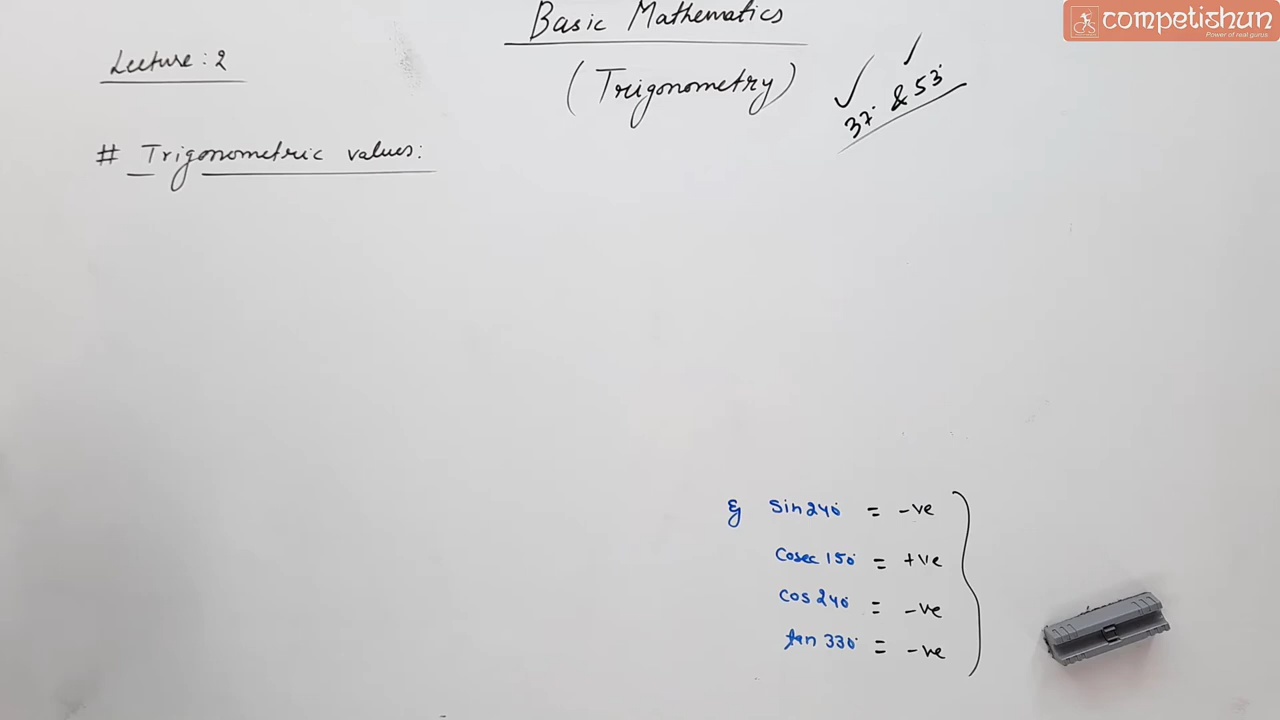 Basic Mathematics
competishun
Power of real gurus
Lecture: 2
(Trigonometry)
37° & 53°
# Trigonometric values:
Eg sin 240° = -ve
Cosec 150° = +ve
cos 240° = -ve
tan 330° = -ve